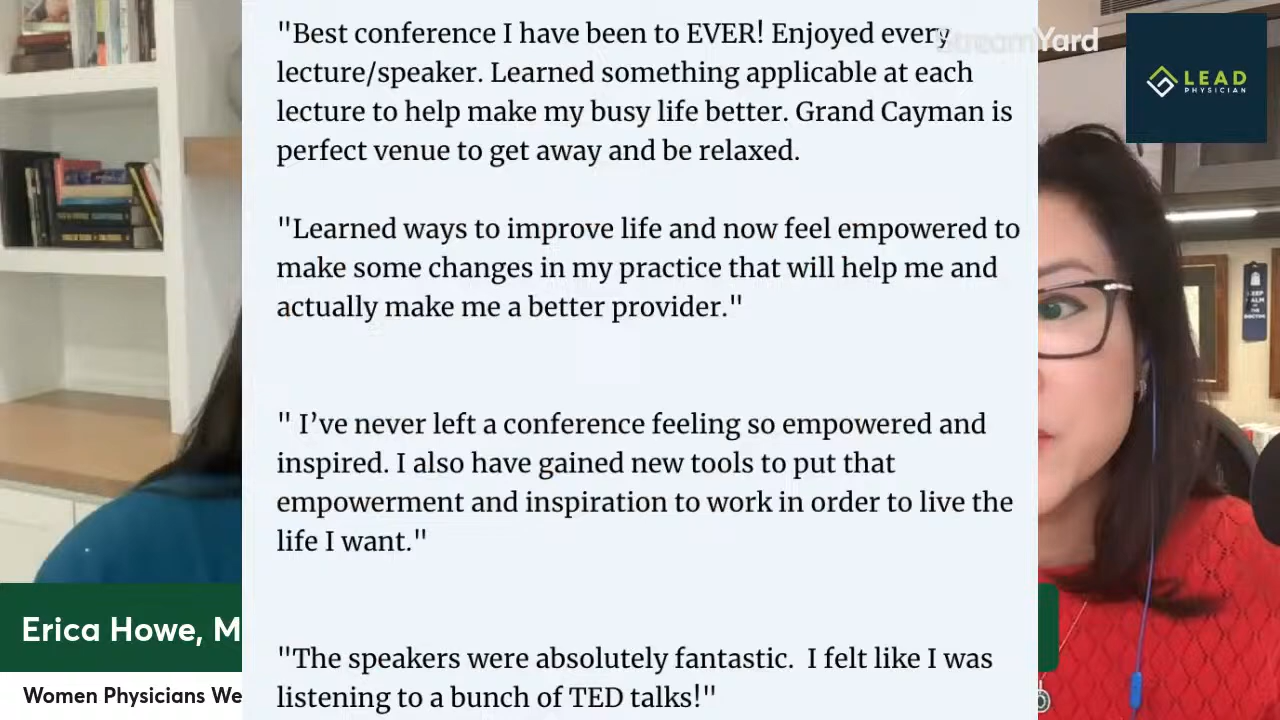 "Best conference I have been to EVER! Enjoyed every
lecture/speaker. Learned something applicable at each
lecture to help make my busy life better. Grand Cayman is
perfect venue to get away and be relaxed.
"Learned ways to improve life and now feel empowered to
make some changes in my practice that will help me and
actually make me a better provider."
" I’ve never left a conference feeling so empowered and
inspired. I also have gained new tools to put that
empowerment and inspiration to work in order to live the
life I want."
"The speakers were absolutely fantastic.  I felt like I was
listening to a bunch of TED talks!"
StreamYard
LEAD
PHYSICIAN
KEEP
CALM
THE
DOCTOR
Erica Howe, M
Women Physicians We